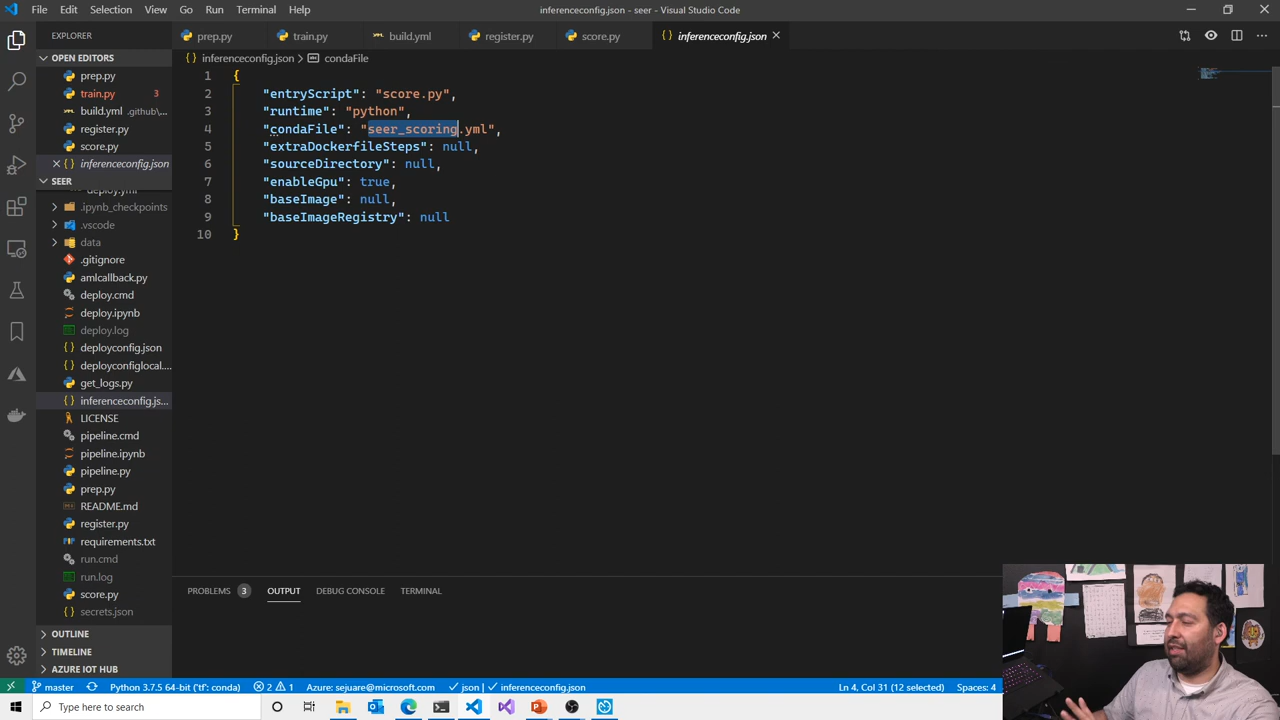 File Edit Selection View Go Run Terminal Help
inferenceconfig.json - seer - Visual Studio Code
EXPLORER
prep.py
train.py
build.yml
register.py
score.py
inferenceconfig.json
inferenceconfig.json > condaFile
OPEN EDITORS
prep.py
train.py 3
build.yml .github\...
register.py
score.py
inferenceconfig.json
SEER
deploy.yml
.ipynb_checkpoints
.vscode
data
.gitignore
amlcallback.py
deploy.cmd
deploy.ipynb
deploy.log
deployconfig.json
deployconfiglocal....
get_logs.py
inferenceconfig.js...
LICENSE
pipeline.cmd
pipeline.ipynb
pipeline.py
prep.py
README.md
register.py
requirements.txt
run.cmd
run.log
score.py
secrets.json
OUTLINE
TIMELINE
AZURE IOT HUB
1 {
2 "entryScript": "score.py",
3 "runtime": "python",
4 "condaFile": "seer_scoring.yml",
5 "extraDockerfileSteps": null,
6 "sourceDirectory": null,
7 "enableGpu": true,
8 "baseImage": null,
9 "baseImageRegistry": null
10 }
PROBLEMS 3 OUTPUT DEBUG CONSOLE TERMINAL
master Python 3.7.5 64-bit ('tf': conda) 2 1 Azure: sejuare@microsoft.com json inferenceconfig.json Ln 4, Col 31 (12 selected) Spaces: 4
Type here to search